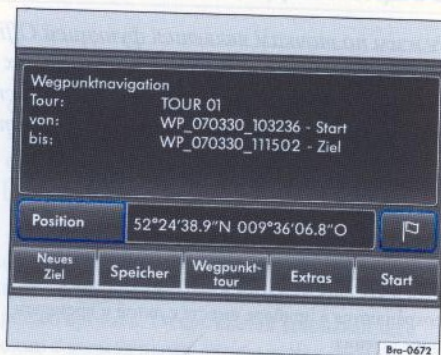 Wegpunktnavigation
Tour: TOUR 01
von: WP_070330_103236 - Start
bis: WP_070330_111502 - Ziel
Position 52°24'38.9"N 009°36'06.8"O
Neues Ziel Speicher Wegpunkt-tour Extras Start
Bra-0672